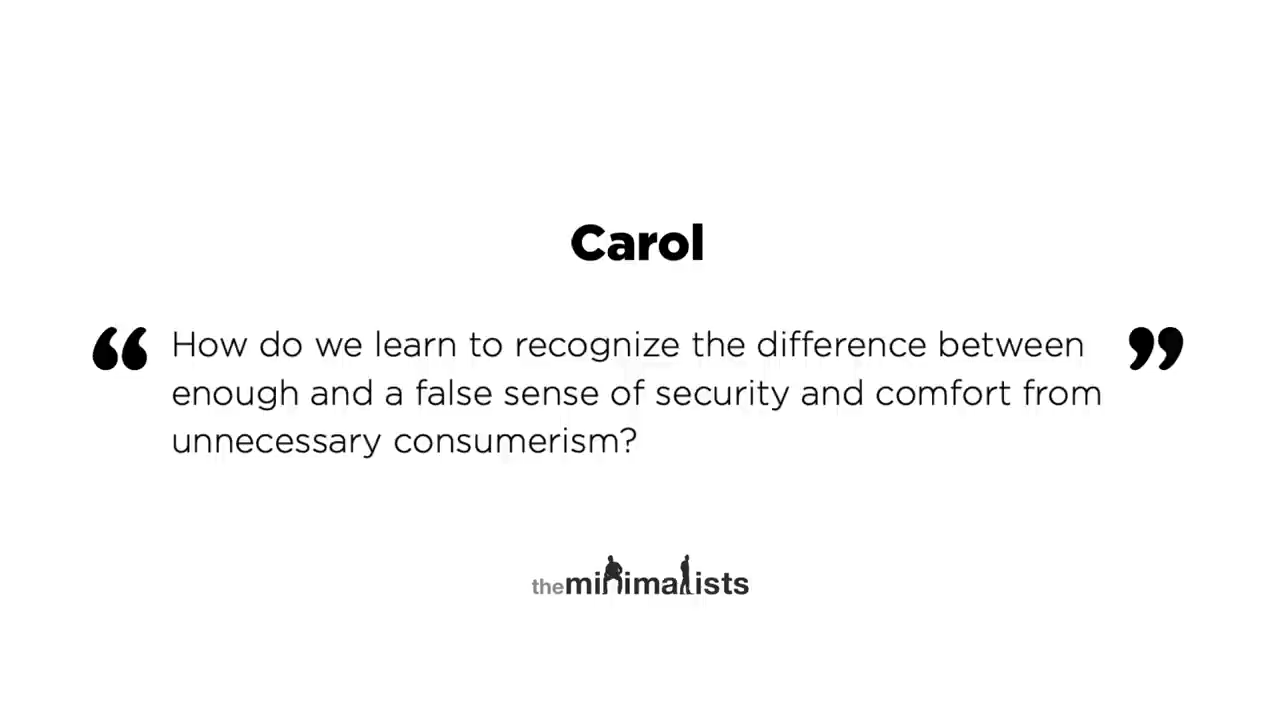 Carol
“ How do we learn to recognize the difference between ”
enough and a false sense of security and comfort from
unnecessary consumerism?
theminimalists